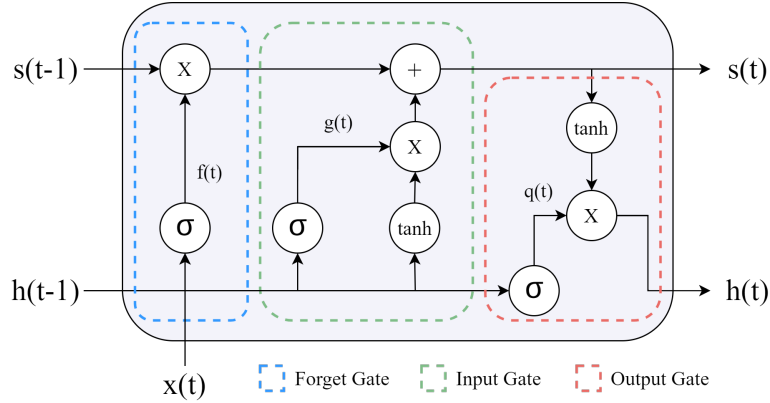 s(t-1)
X
+
s(t)
tanh
g(t)
X
f(t)
q(t)
σ
σ
tanh
X
h(t-1)
σ
h(t)
x(t)
Forget Gate
Input Gate
Output Gate